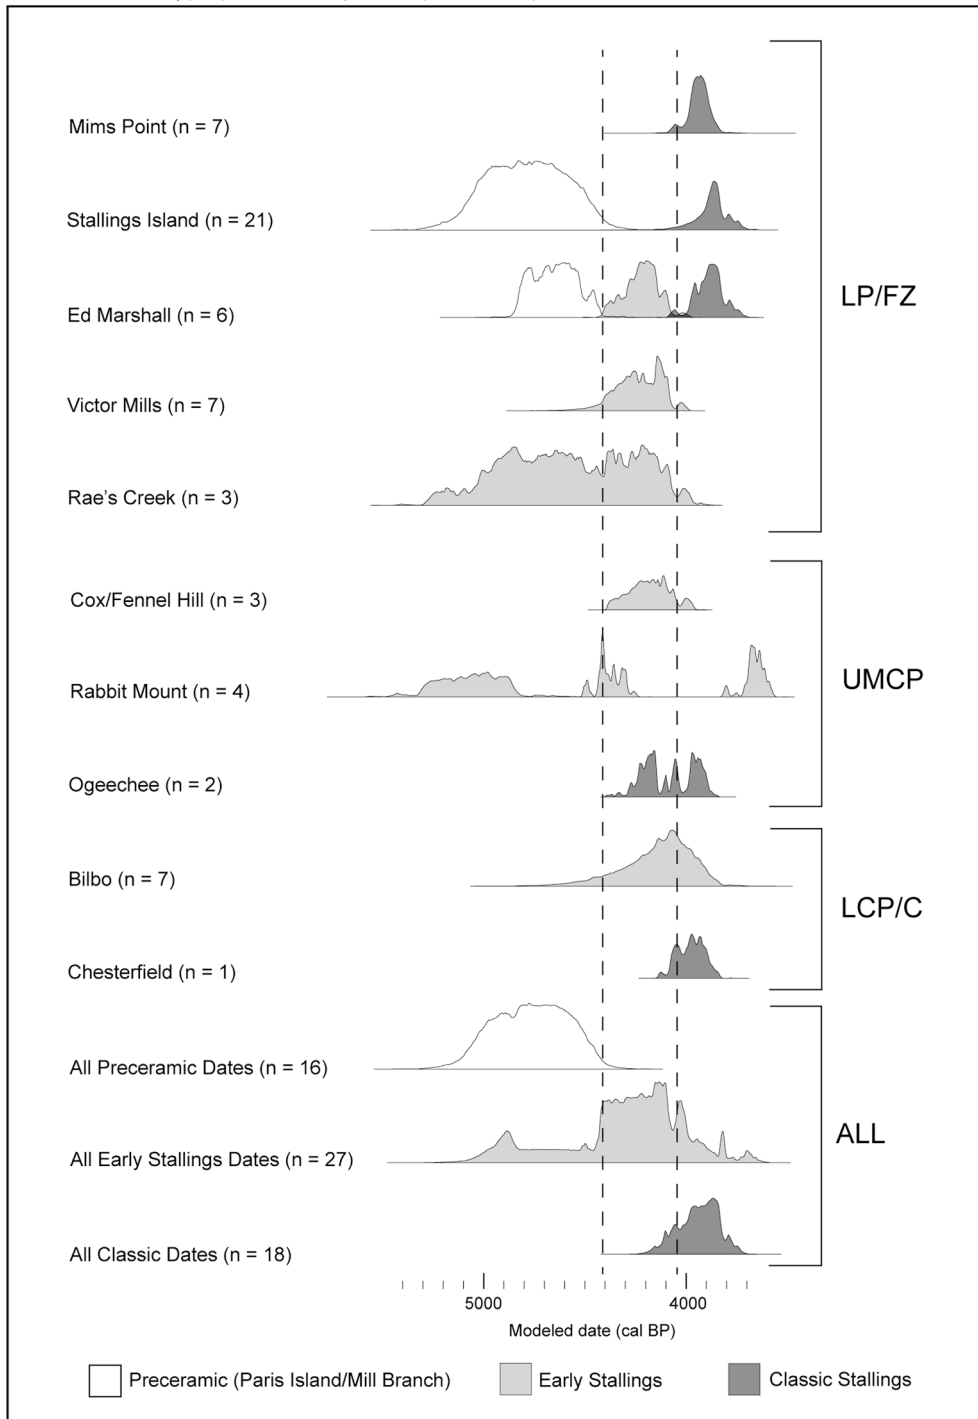 Mims Point (n = 7)
Stallings Island (n = 21)
Ed Marshall (n = 6)
LP/FZ
Victor Mills (n = 7)
Rae's Creek (n = 3)
Cox/Fennel Hill (n = 3)
Rabbit Mount (n = 4)
UMCP
Ogeechee (n = 2)
Bilbo (n = 7)
LCP/C
Chesterfield (n = 1)
All Preceramic Dates (n = 16)
ALL
All Early Stallings Dates (n = 27)
All Classic Dates (n = 18)
5000 4000
Modeled date (cal BP)
Preceramic (Paris Island/Mill Branch) Early Stallings Classic Stallings